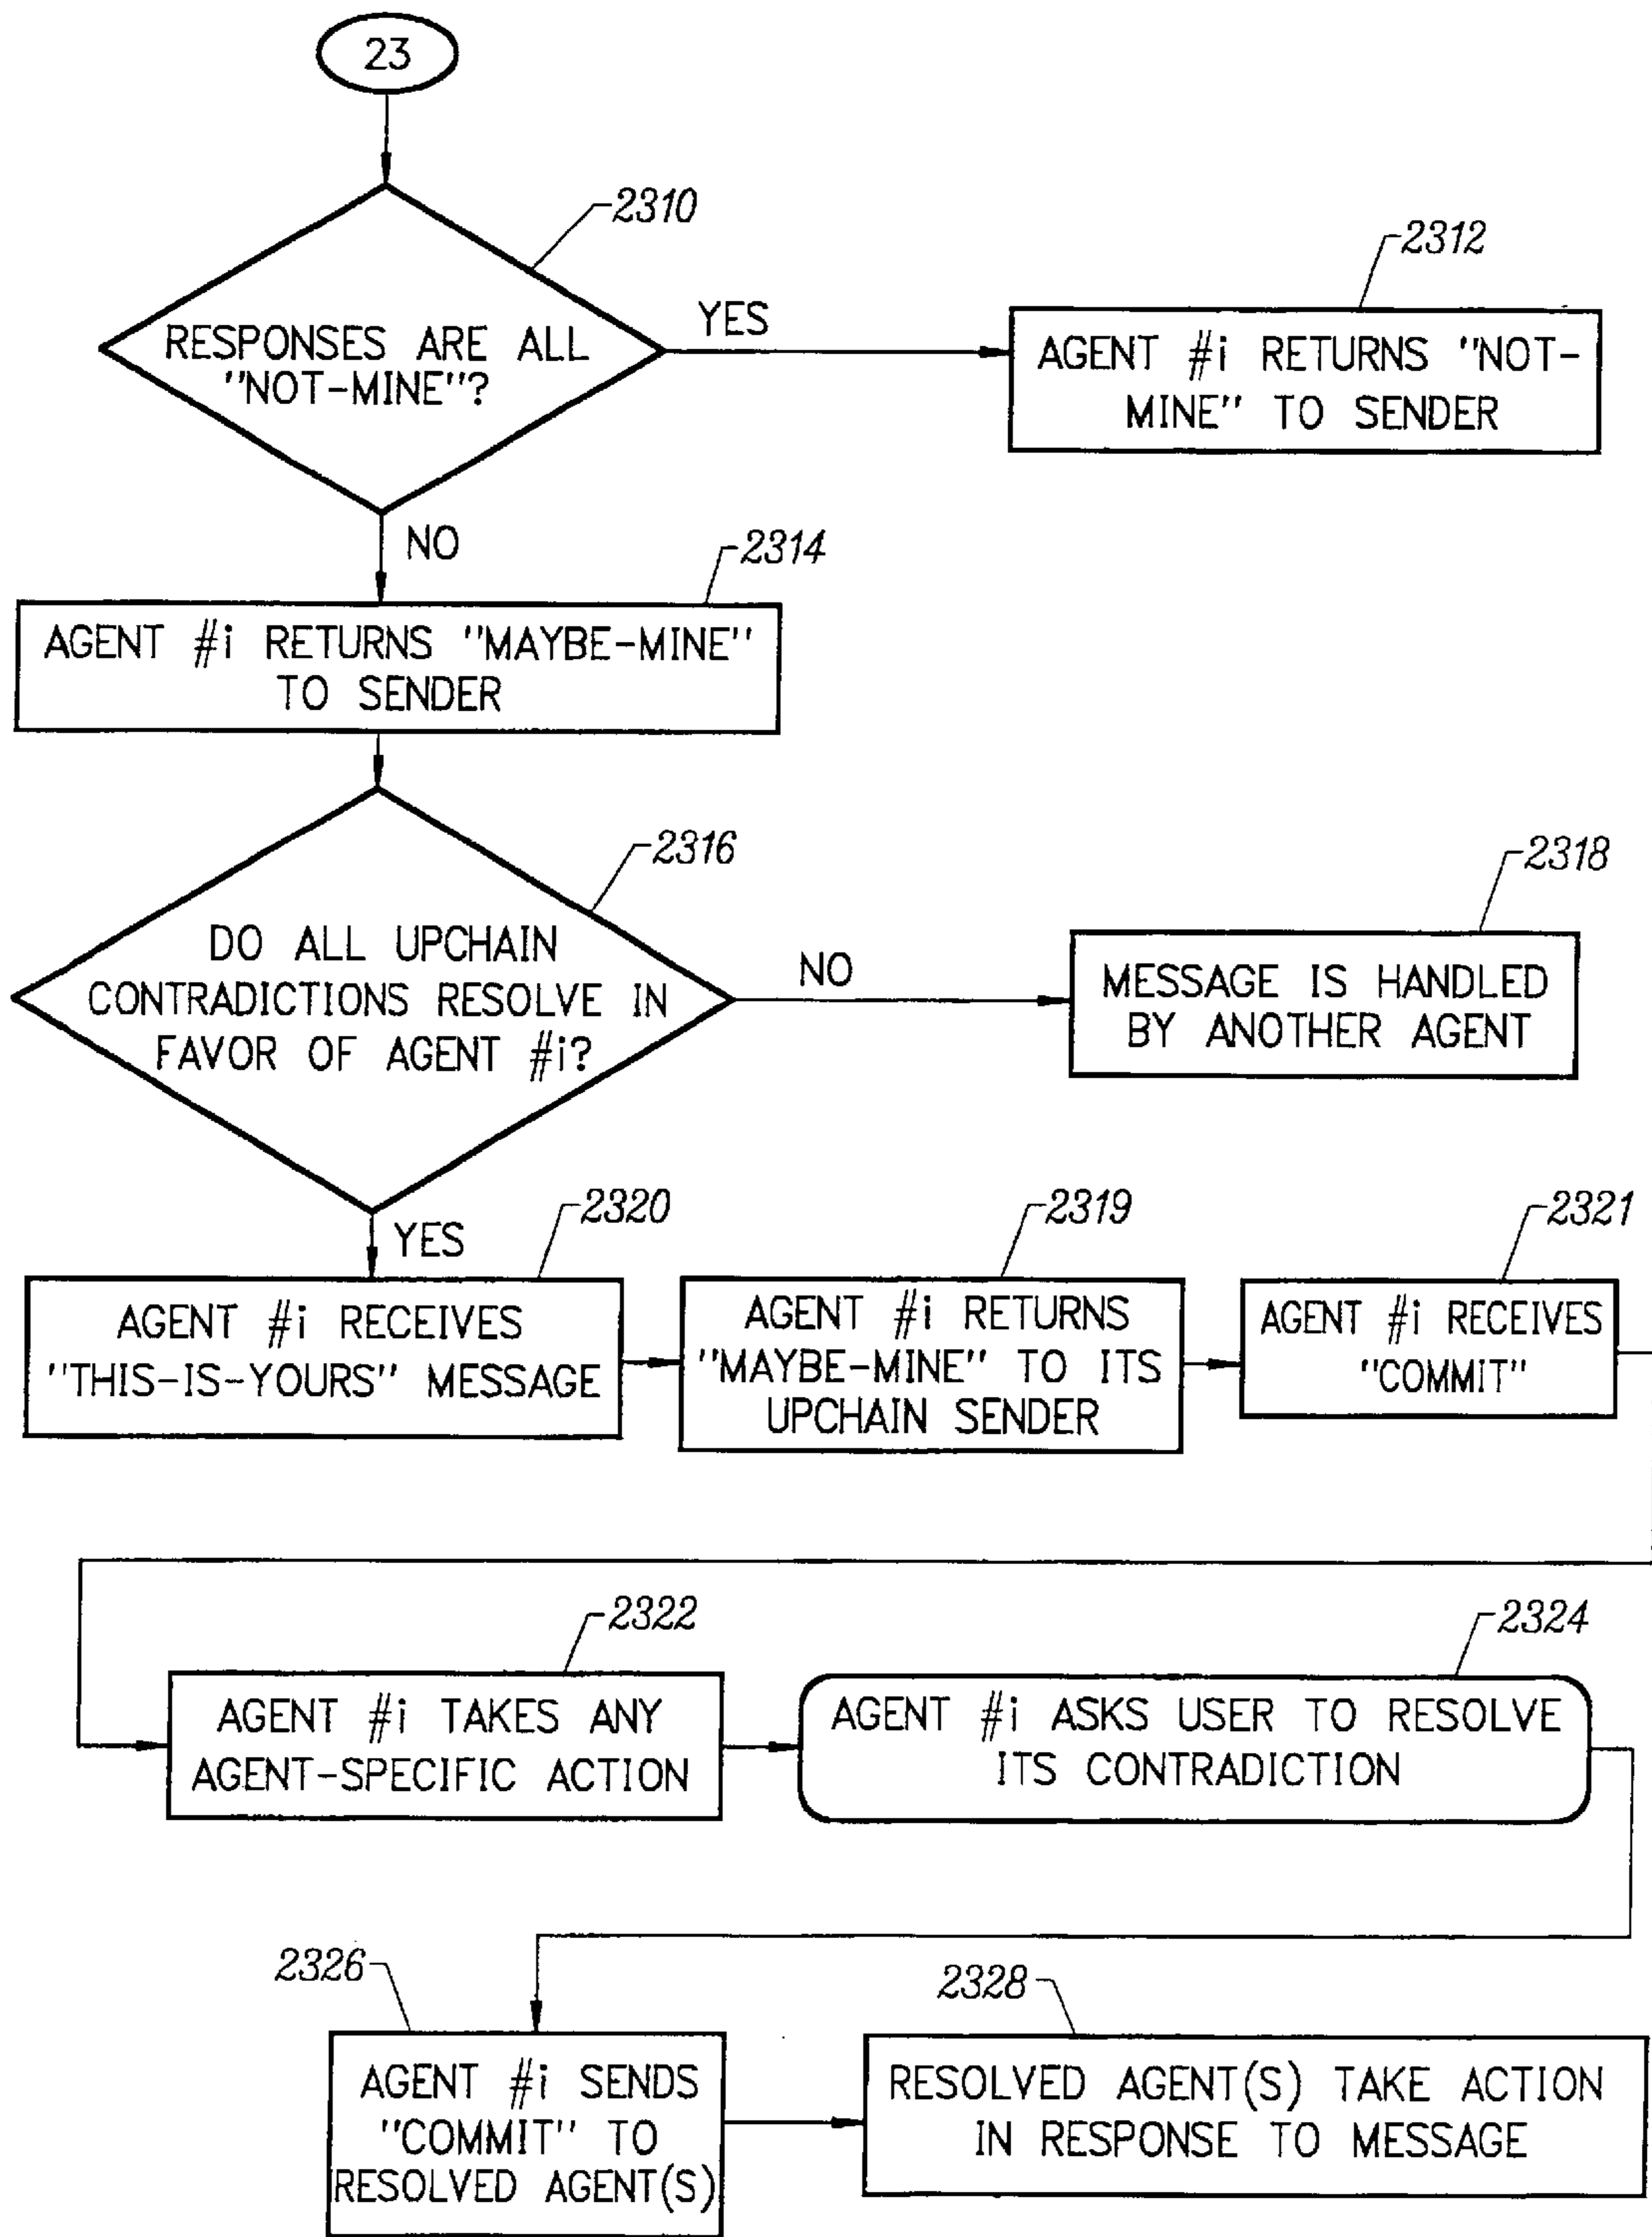 23
2310
RESPONSES ARE ALL
"NOT-MINE"?
YES
2312
AGENT #i RETURNS "NOT-
MINE" TO SENDER
NO
2314
AGENT #i RETURNS "MAYBE-MINE"
TO SENDER
2316
DO ALL UPCHAIN
CONTRADICTIONS RESOLVE IN
FAVOR OF AGENT #i?
NO
2318
MESSAGE IS HANDLED
BY ANOTHER AGENT
YES
2320
AGENT #i RECEIVES
"THIS-IS-YOURS" MESSAGE
2319
AGENT #i RETURNS
"MAYBE-MINE" TO ITS
UPCHAIN SENDER
2321
AGENT #i RECEIVES
"COMMIT"
2322
AGENT #i TAKES ANY
AGENT-SPECIFIC ACTION
2324
AGENT #i ASKS USER TO RESOLVE
ITS CONTRADICTION
2326
AGENT #i SENDS
"COMMIT" TO
RESOLVED AGENT(S)
2328
RESOLVED AGENT(S) TAKE ACTION
IN RESPONSE TO MESSAGE